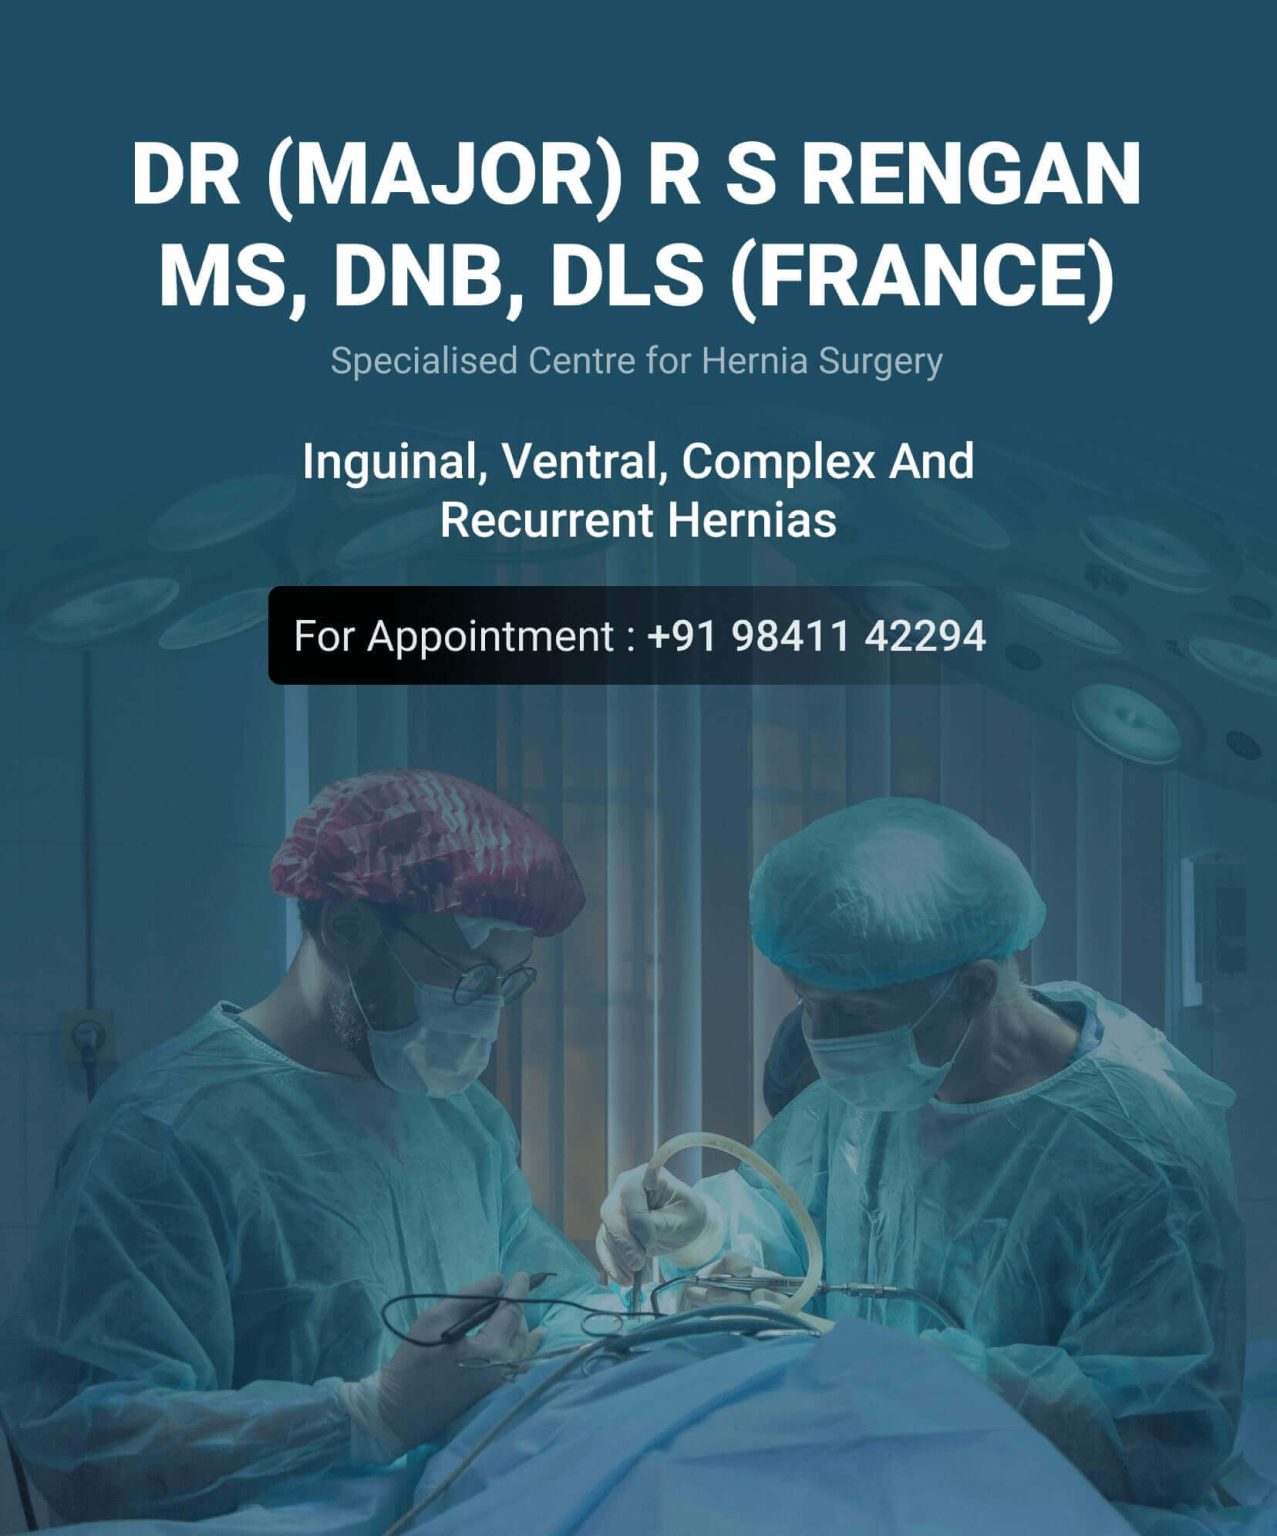 DR (MAJOR) R S RENGAN
MS, DNB, DLS (FRANCE)
Specialised Centre for Hernia Surgery
Inguinal, Ventral, Complex And
Recurrent Hernias
For Appointment : +91 98411 42294